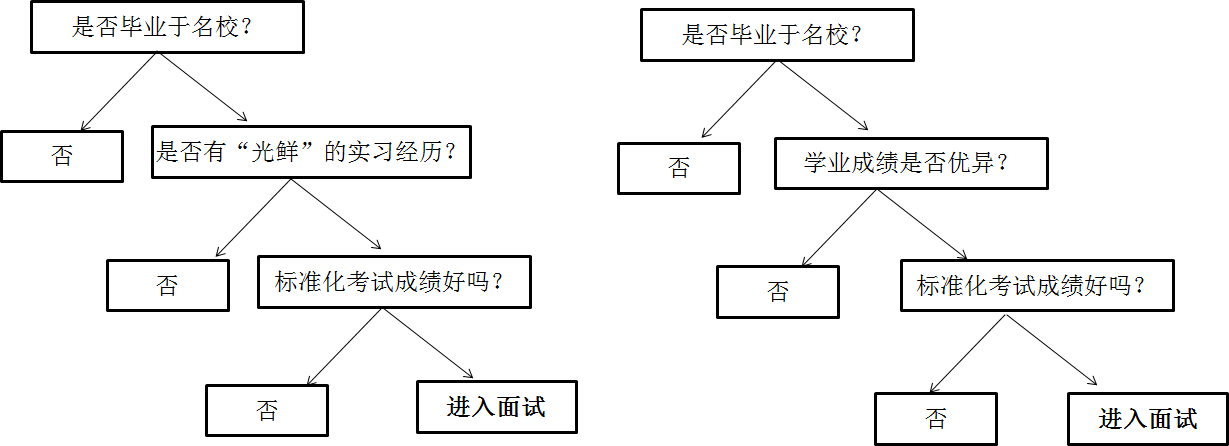 是否毕业于名校？
否
是否有“光鲜”的实习经历？
否
标准化考试成绩好吗？
否
进入面试
是否毕业于名校？
否
学业成绩是否优异？
否
标准化考试成绩好吗？
否
进入面试